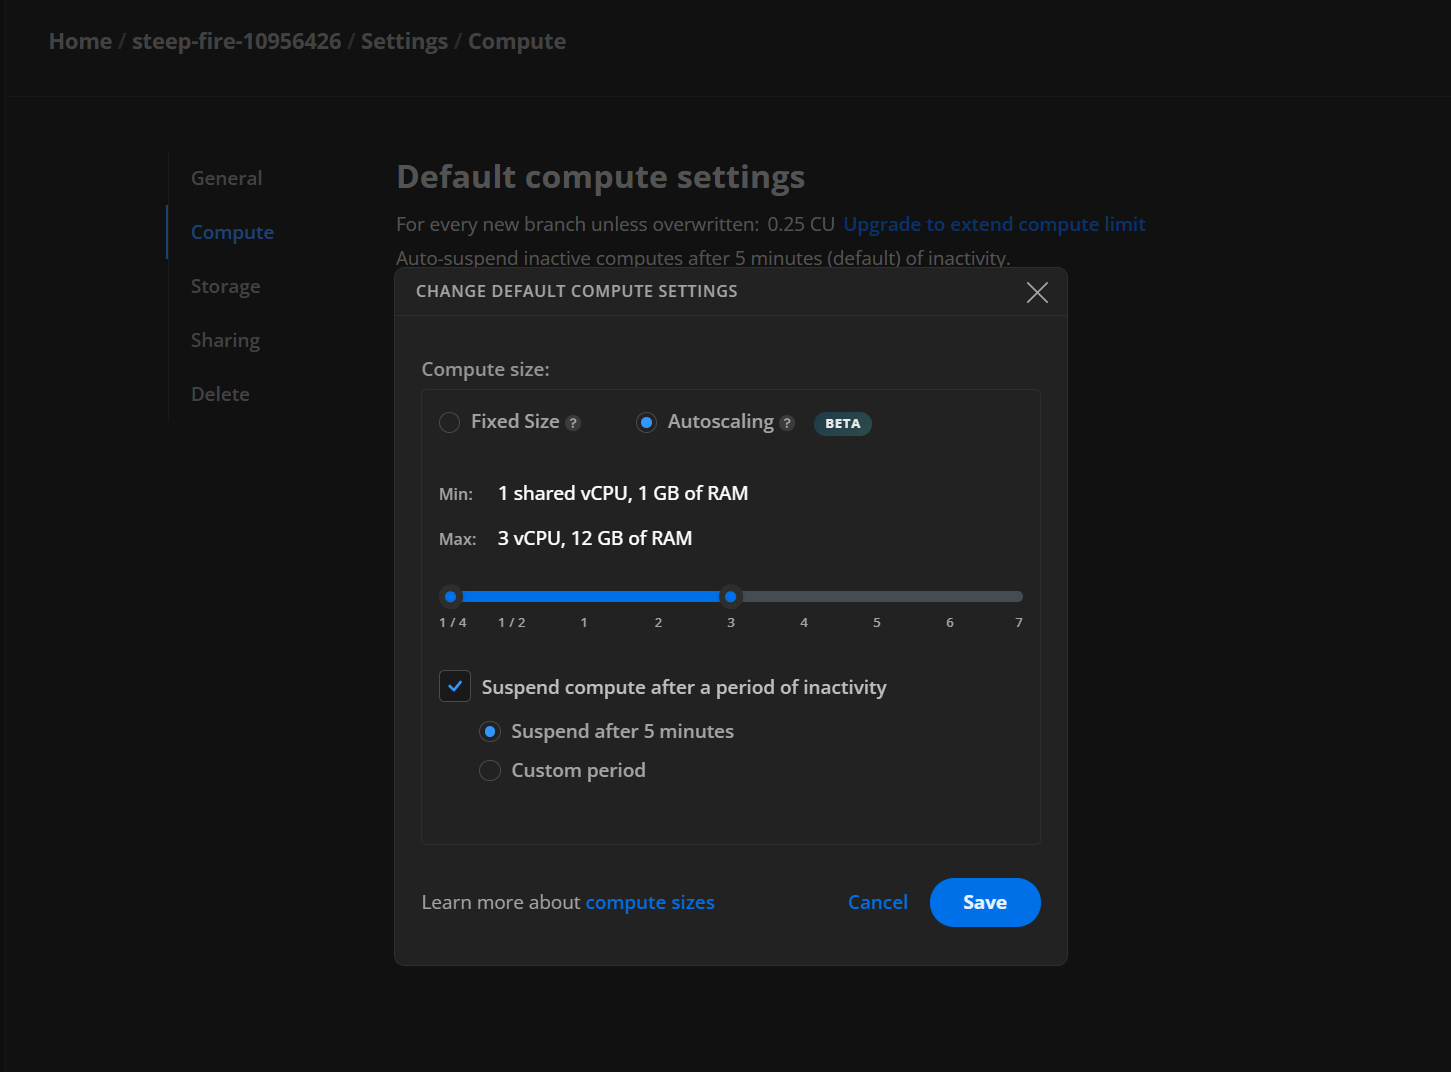 Home / steep-fire-10956426 / Settings / Compute
General
Compute
Storage
Sharing
Delete
Default compute settings
For every new branch unless overwritten: 0.25 CU Upgrade to extend compute limit
Auto-suspend inactive computes after 5 minutes (default) of inactivity.
CHANGE DEFAULT COMPUTE SETTINGS
Compute size:
Fixed Size ? Autoscaling ? BETA
Min: 1 shared vCPU, 1 GB of RAM
Max: 3 vCPU, 12 GB of RAM
1 / 4 1 / 2 1 2 3 4 5 6 7
Suspend compute after a period of inactivity
Suspend after 5 minutes
Custom period
Learn more about compute sizes Cancel Save